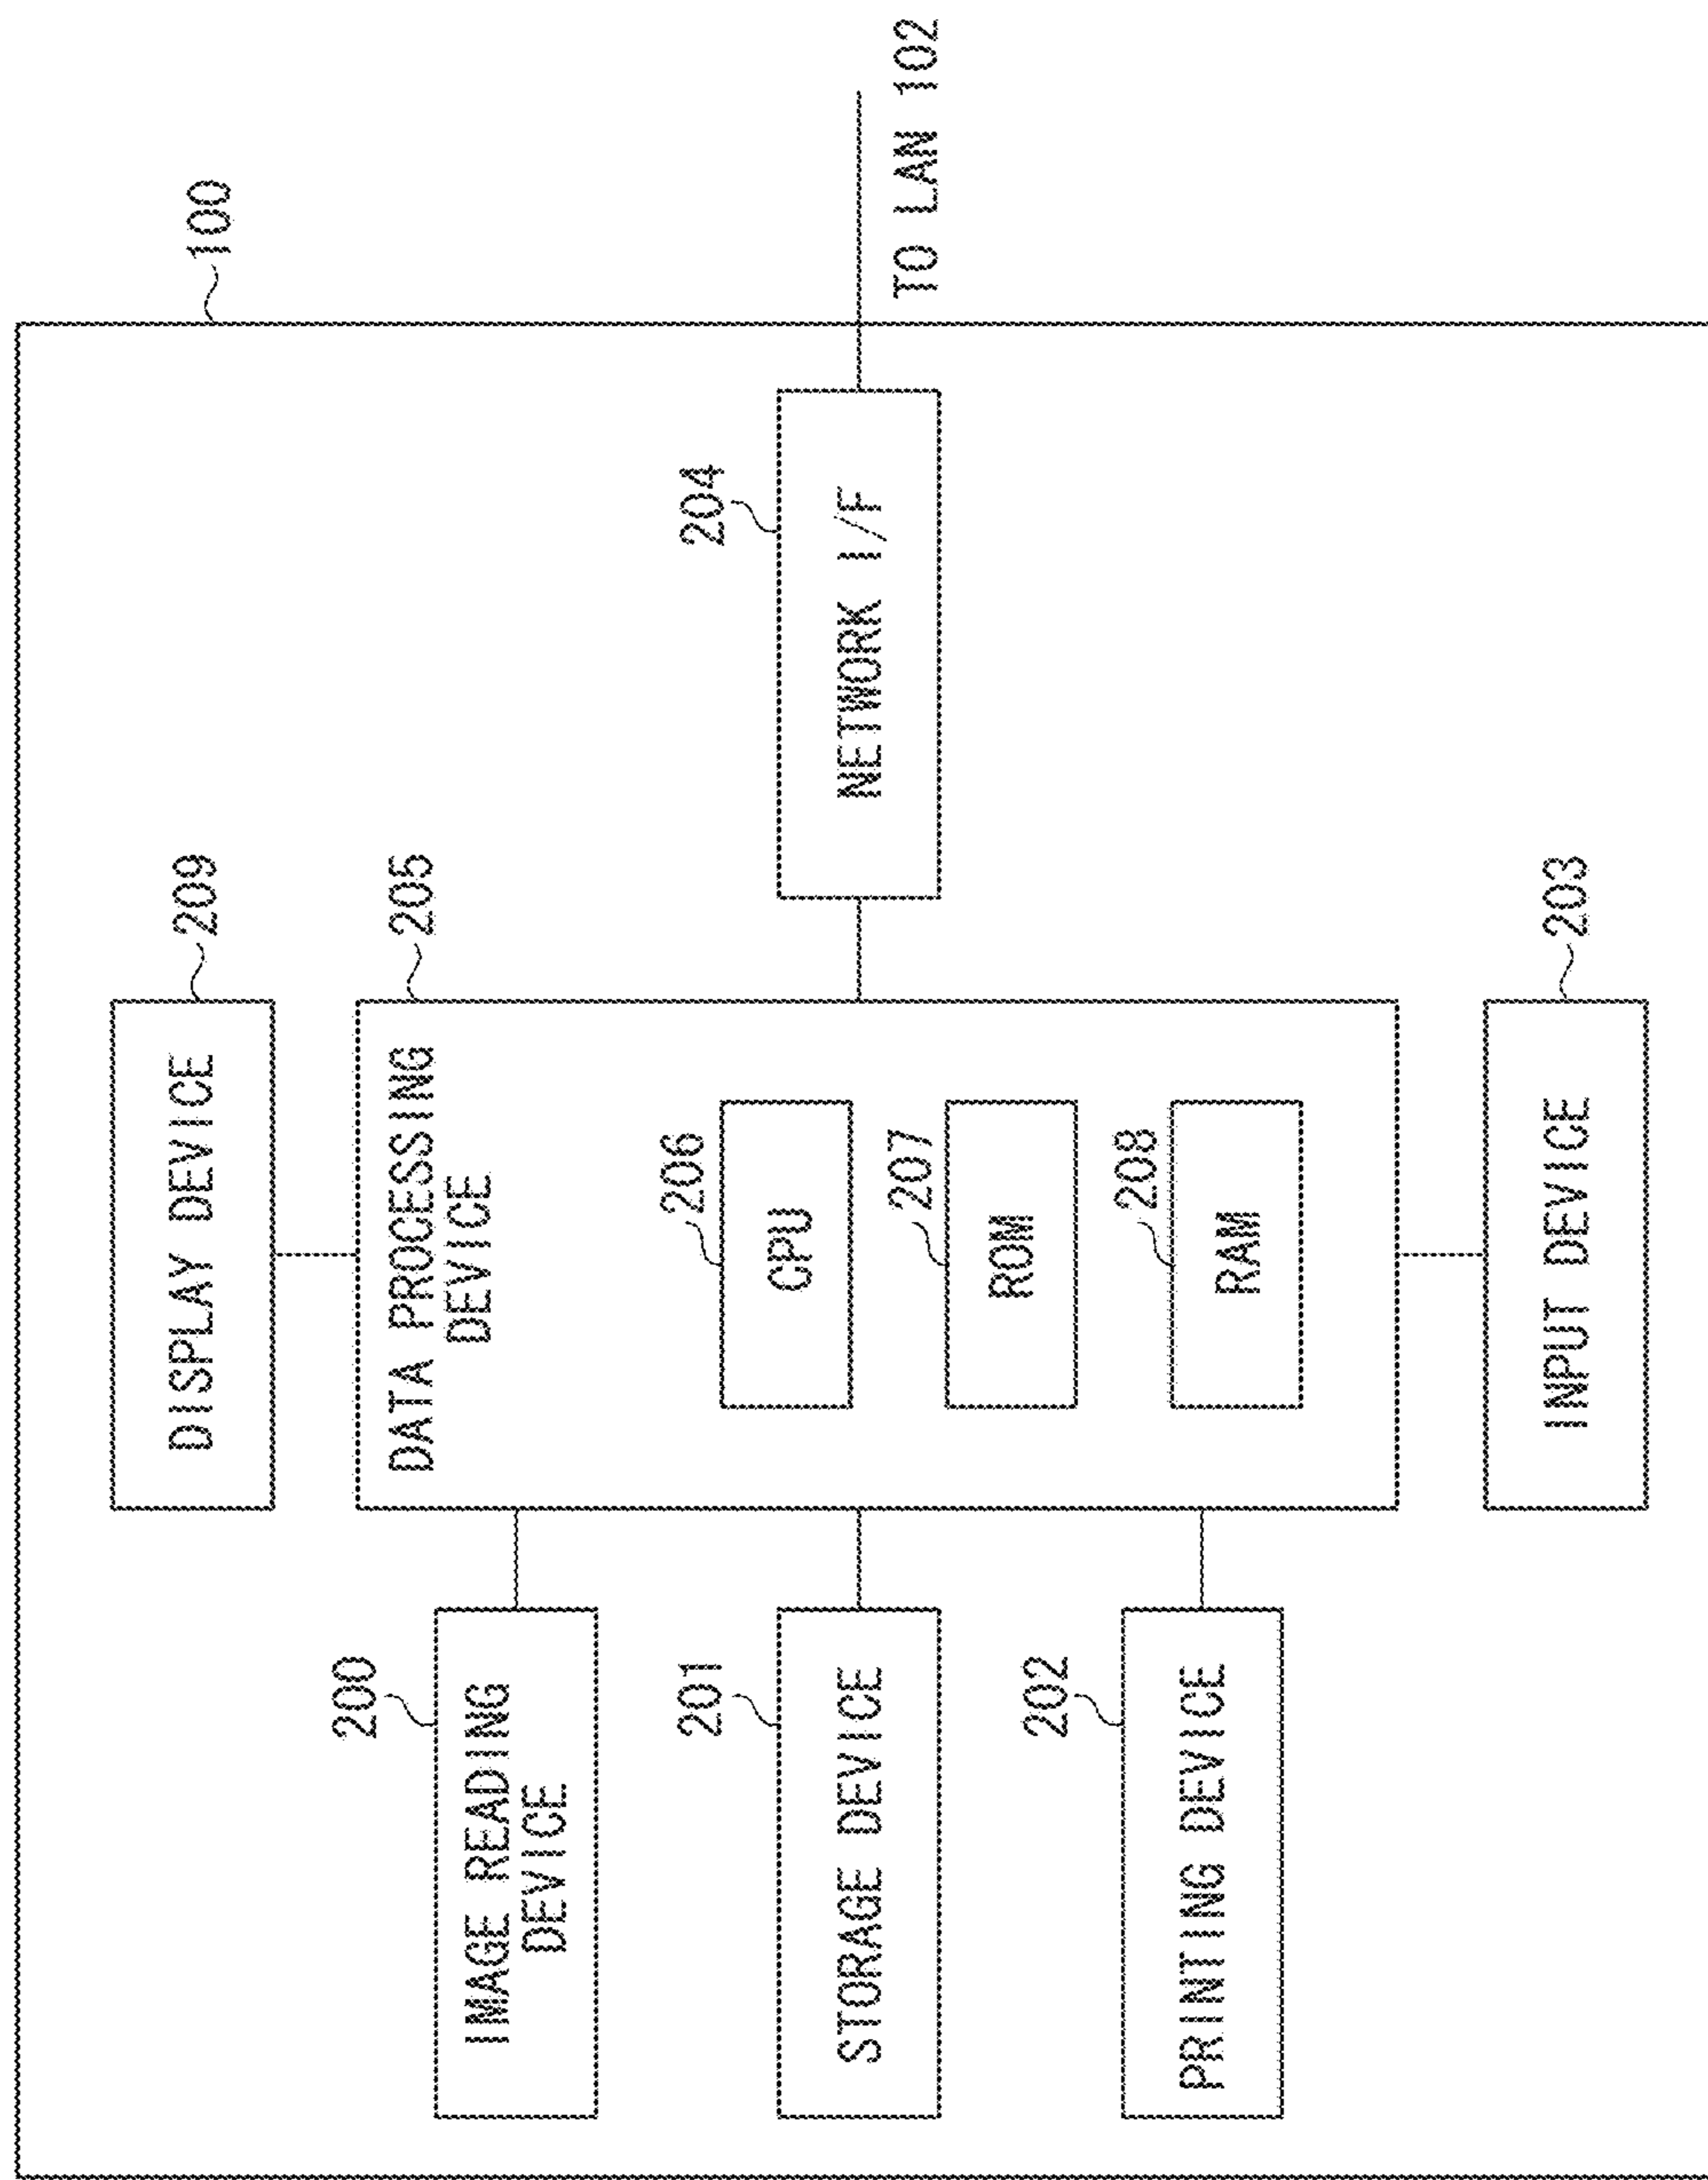 100
DISPLAY DEVICE
209
DATA PROCESSING
DEVICE
205
IMAGE READING
DEVICE
200
CPU
206
STORAGE DEVICE
201
ROM
207
NETWORK I/F
204
TO LAN 102
PRINTING DEVICE
202
RAM
208
INPUT DEVICE
203